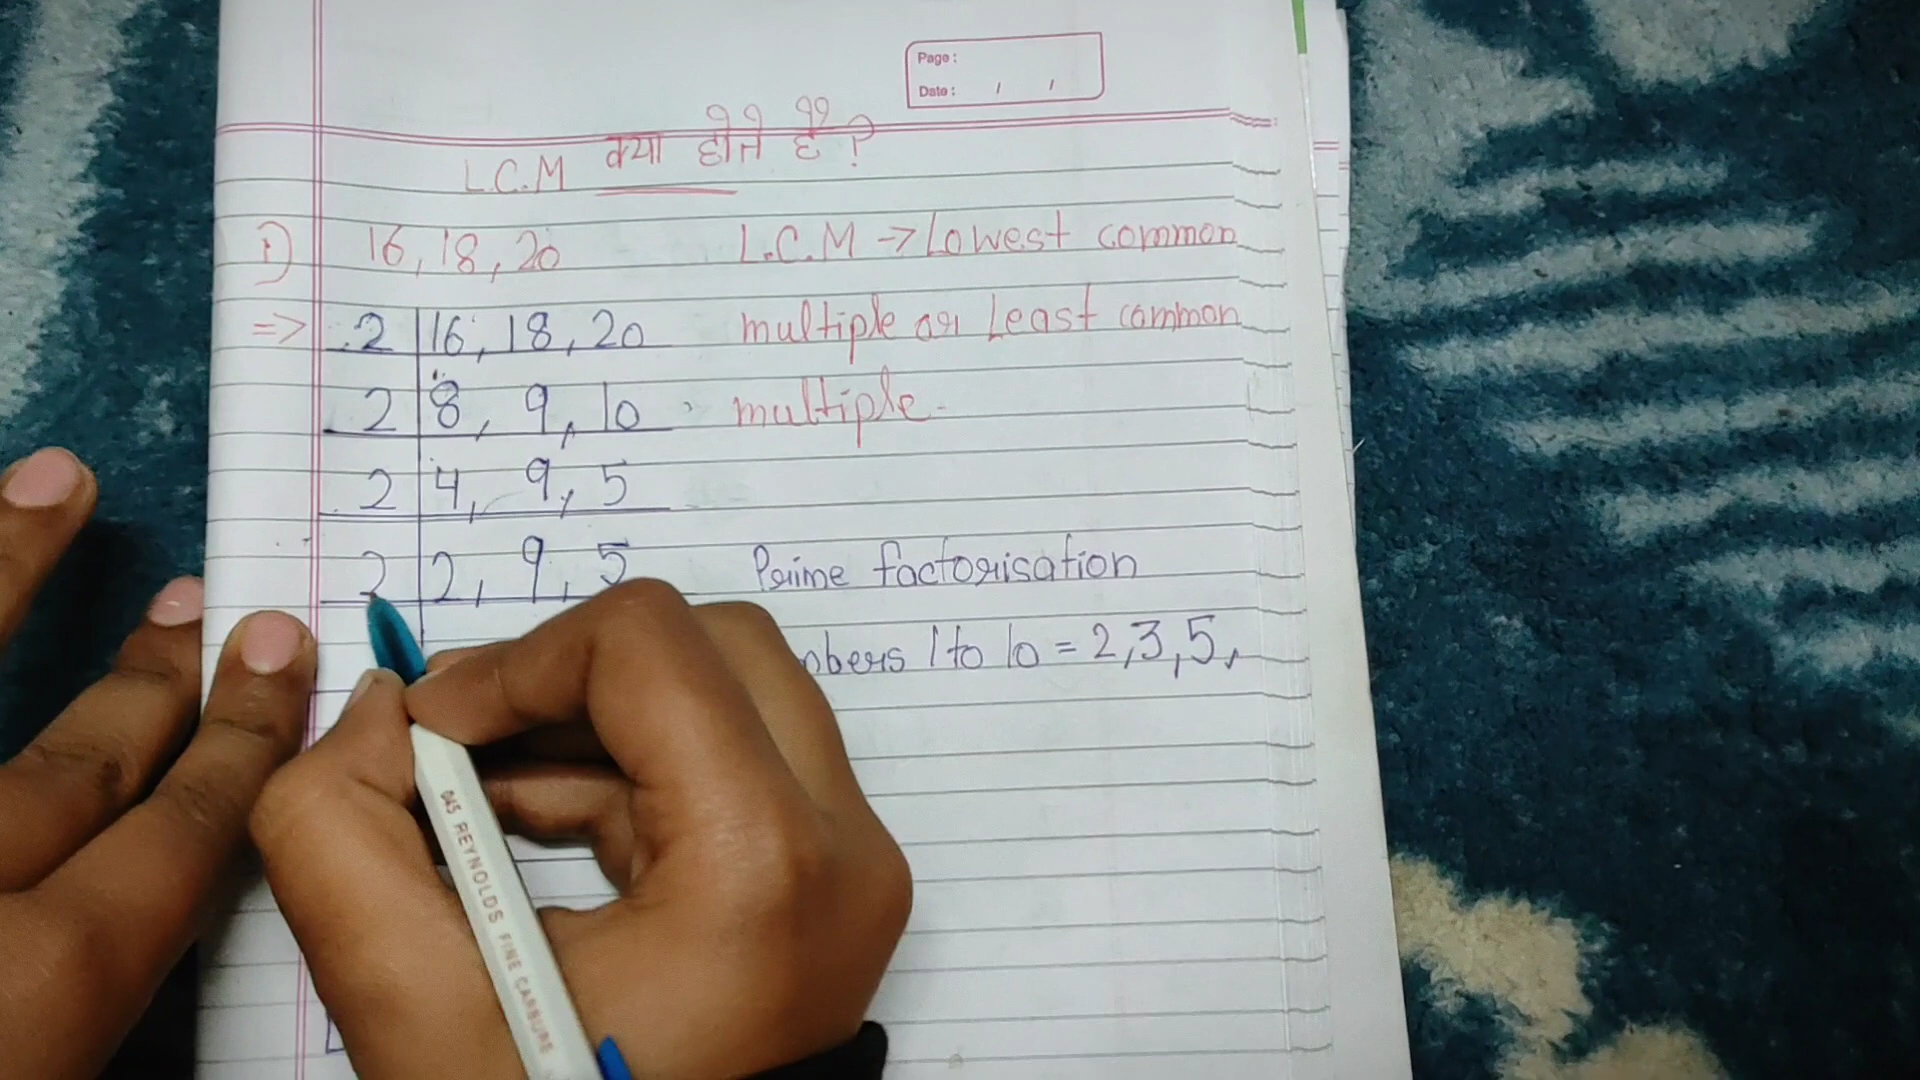 Page :
Date : / /
L.C.M क्या होते है ?
1) 16, 18, 20 L.C.M → Lowest common
=> 2 16, 18, 20 multiple or Least common
2 8, 9, 10 multiple.
2 4, 9, 5
2 2, 9, 5 Prime factorisation
1 to 10 = 2,3,5,
045 REYNOLDS FINE CARBURE